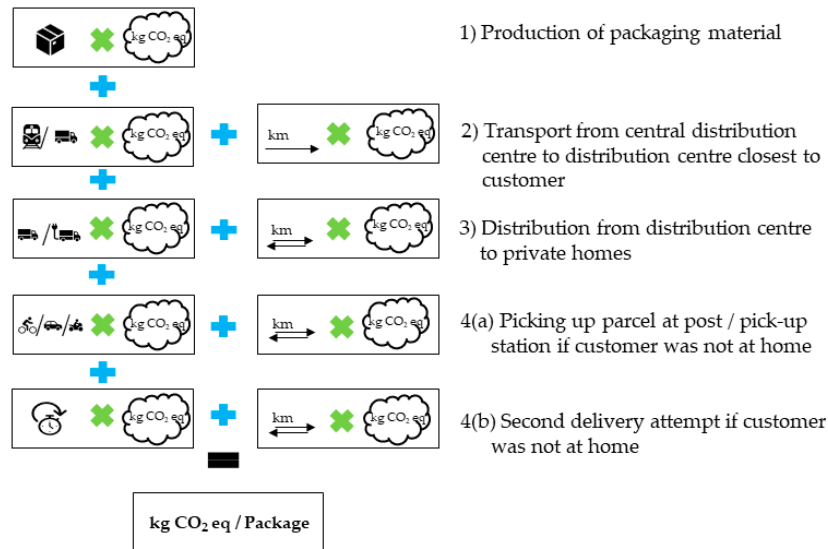 kg CO2 eq
1) Production of packaging material
kg CO2 eq
km
kg CO2 eq
2) Transport from central distribution
centre to distribution centre closest to
customer
kg CO2 eq
km
kg CO2 eq
3) Distribution from distribution centre
to private homes
kg CO2 eq
km
kg CO2 eq
4(a) Picking up parcel at post / pick-up
station if customer was not at home
kg CO2 eq
km
kg CO2 eq
4(b) Second delivery attempt if customer
was not at home
kg CO2 eq / Package